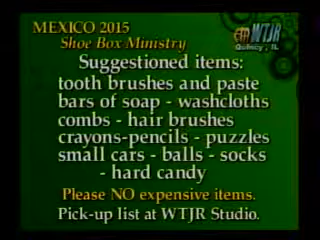 MEXICO 2015
Shoe Box Ministry
WTJR
Quincy, IL
Suggestioned items:
tooth brushes and paste
bars of soap - washcloths
combs - hair brushes
crayons-pencils - puzzles
small cars - balls - socks
- hard candy
Please NO expensive items.
Pick-up list at WTJR Studio.